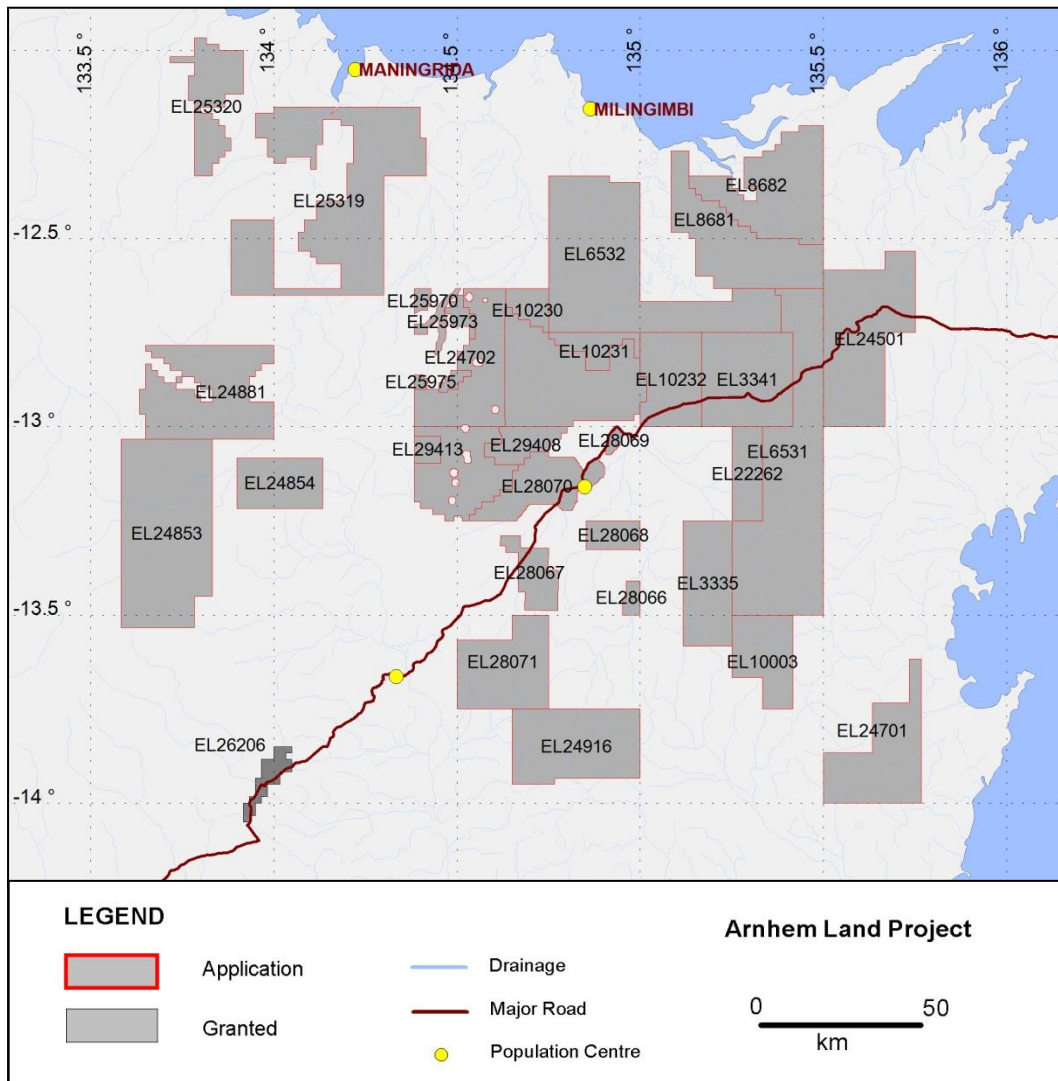 133.5°
134°
134.5°
135°
135.5°
136°
MANINGRIDA
MILINGIMBI
EL25320
EL8682
EL25319
EL8681
-12.5°
EL6532
EL25970
EL10230
EL25973
EL24501
EL24702
EL10231
EL25975
EL10232
EL3341
EL24881
-13°
EL29413
EL29408
EL28069
EL6531
EL22262
EL24854
EL28070
EL24853
EL28068
EL28067
EL3335
EL28066
-13.5°
EL28071
EL10003
EL26206
EL24916
EL24701
-14°
LEGEND
Application
Granted
Drainage
Major Road
Population Centre
Arnhem Land Project
0 50
km